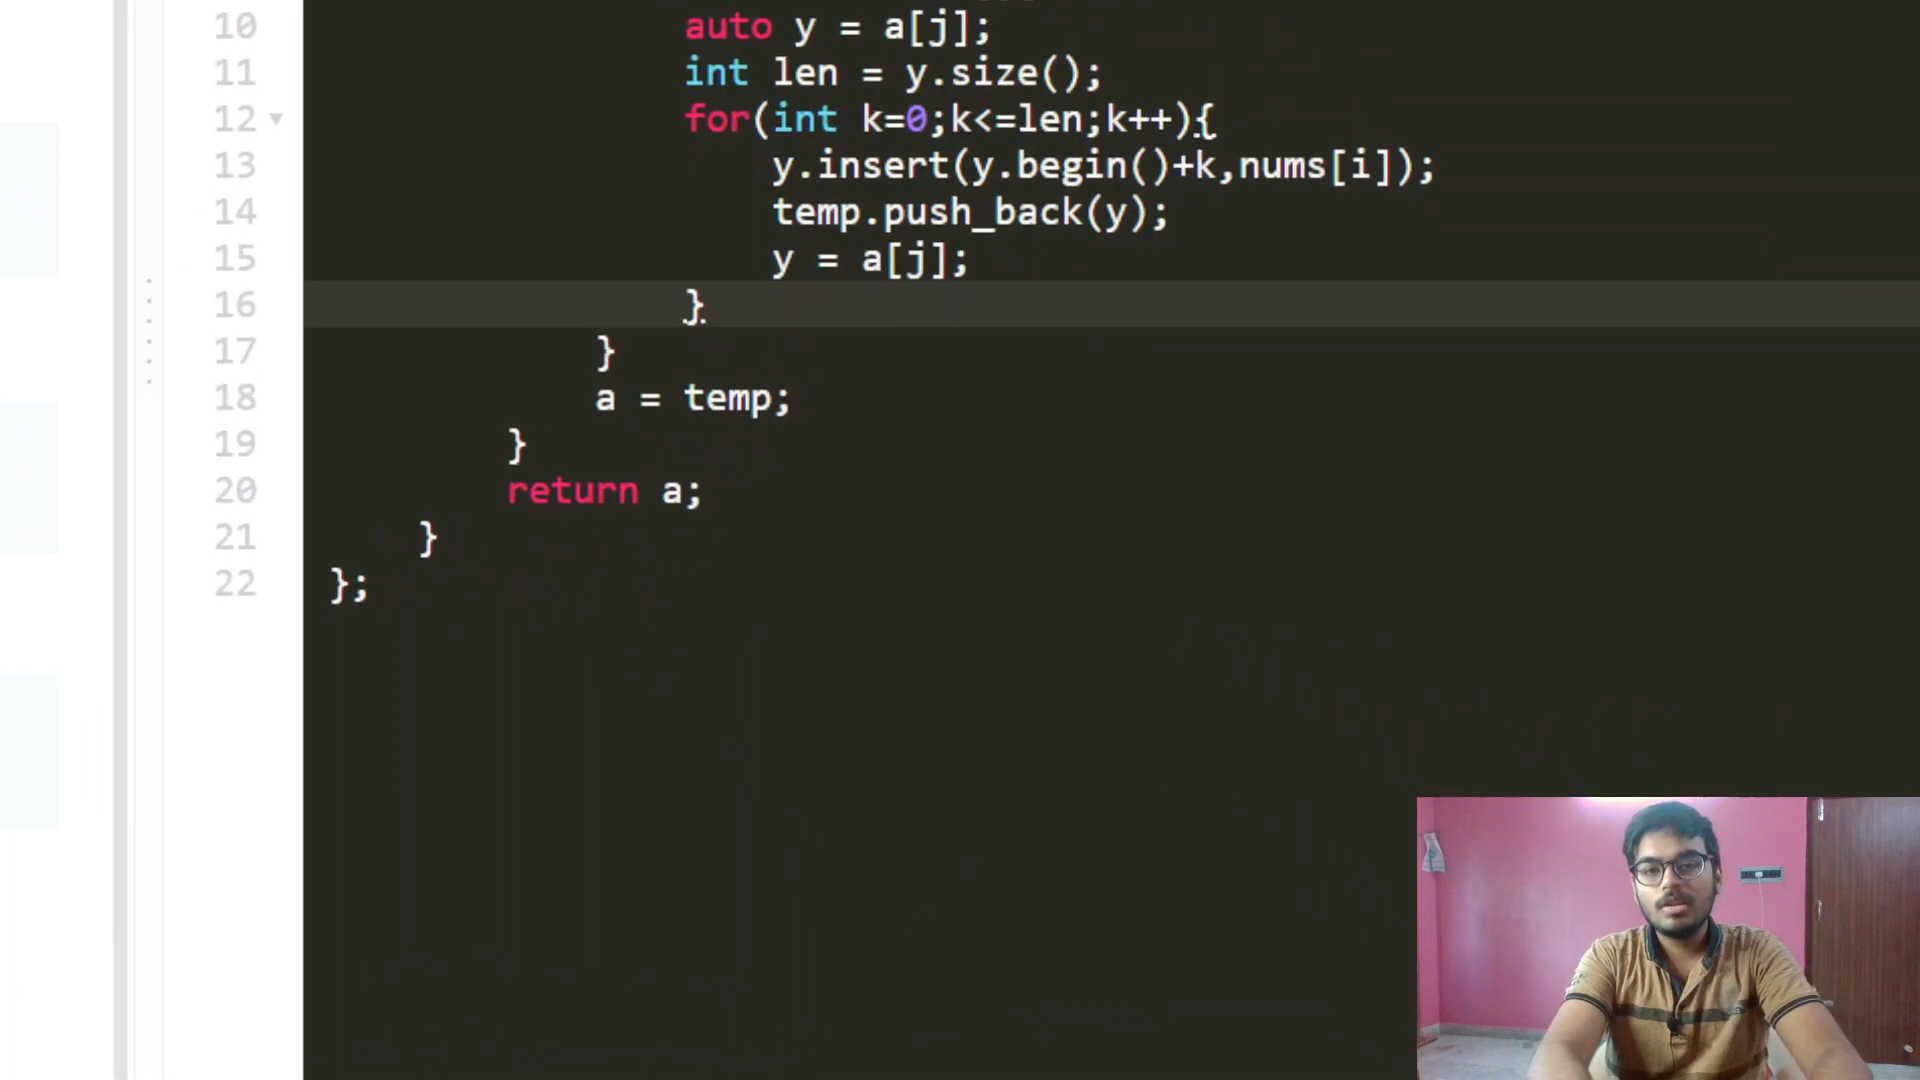 10 auto y = a[j];
11 int len = y.size();
12 for(int k=0;k<=len;k++){
13 y.insert(y.begin()+k,nums[i]);
14 temp.push_back(y);
15 y = a[j];
16 }
17 }
18 a = temp;
19 }
20 return a;
21 }
22 };